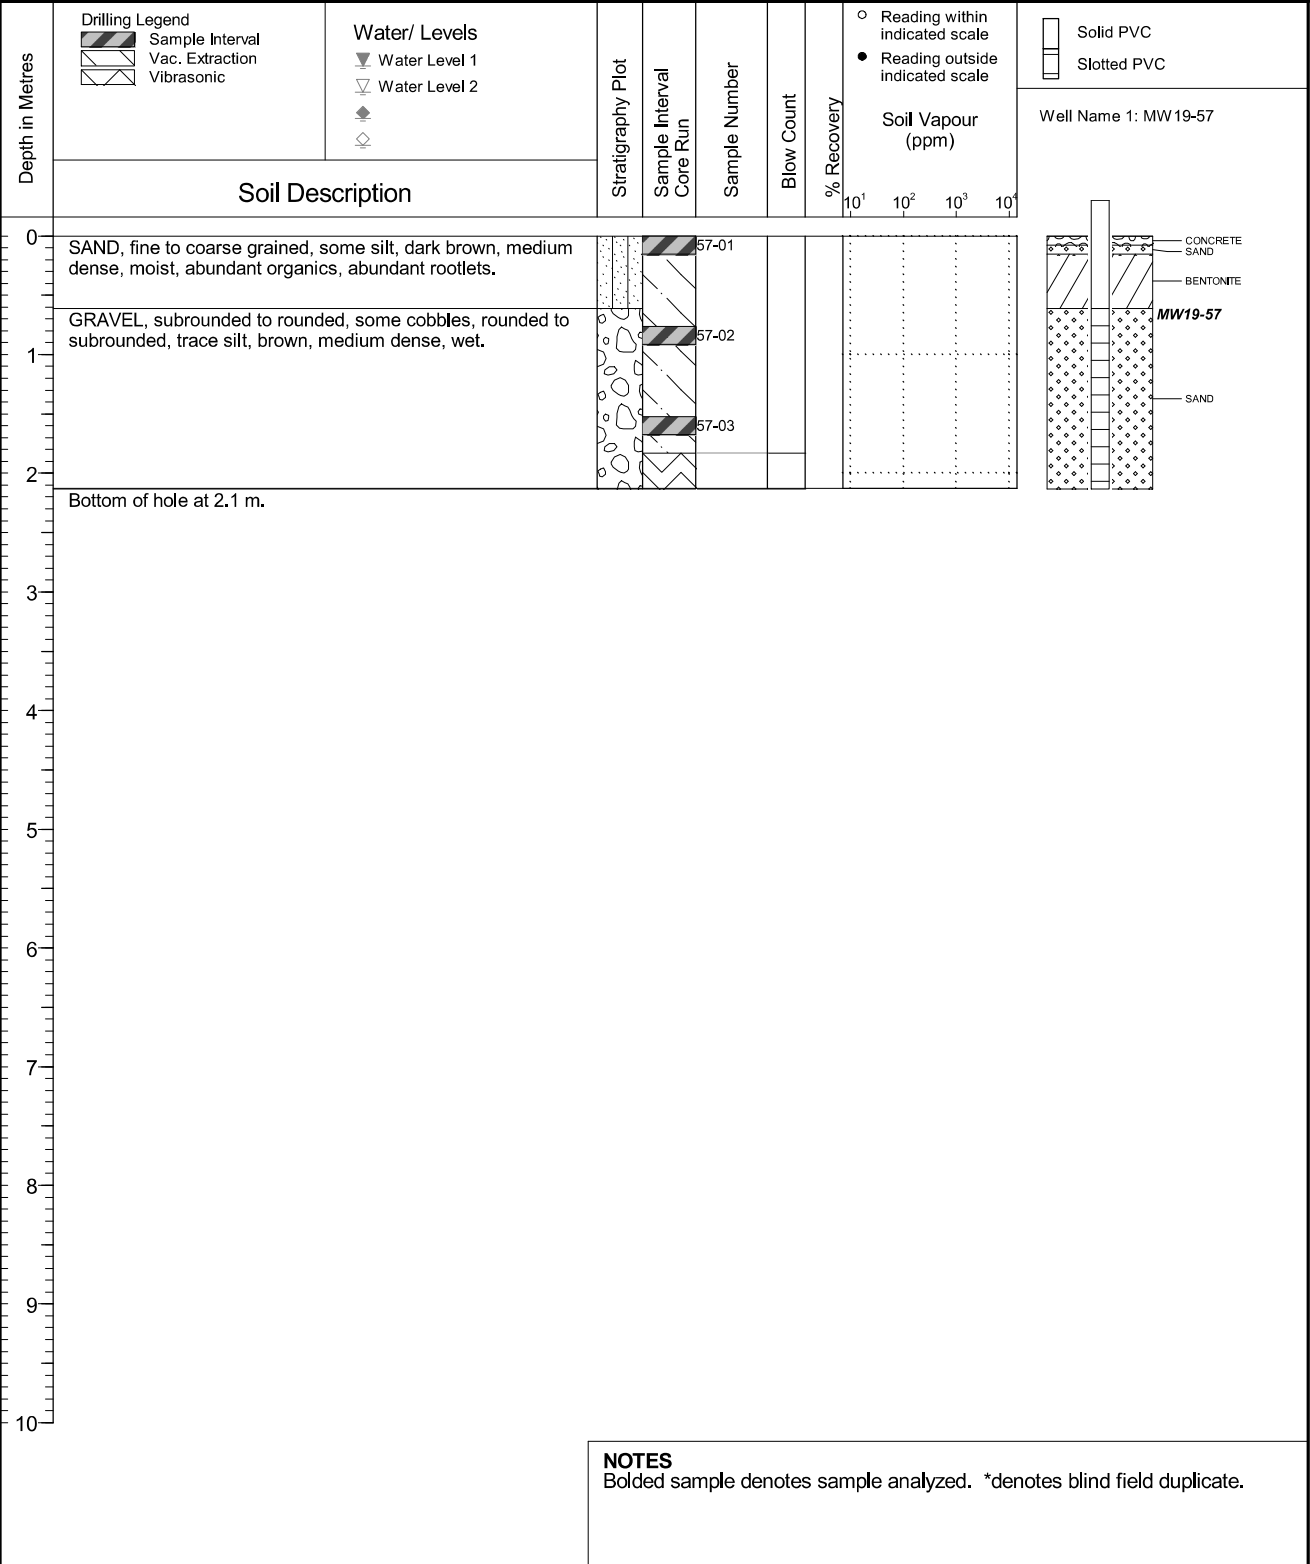 Depth in Metres
Drilling Legend
Sample Interval
Vac. Extraction
Vibrasonic
Water/ Levels
Water Level 1
Water Level 2
Soil Description
Stratigraphy Plot
Sample Interval
Core Run
Sample Number
Blow Count
% Recovery
Reading within
indicated scale
Reading outside
indicated scale
Soil Vapour
(ppm)
10¹ 10² 10³ 10⁴
Solid PVC
Slotted PVC
Well Name 1: MW19-57
0
SAND, fine to coarse grained, some silt, dark brown, medium
dense, moist, abundant organics, abundant rootlets.
57-01
CONCRETE
SAND
BENTONITE
GRAVEL, subrounded to rounded, some cobbles, rounded to
subrounded, trace silt, brown, medium dense, wet.
57-02
MW19-57
1
SAND
57-03
2
Bottom of hole at 2.1 m.
3
4
5
6
7
8
9
10
NOTES
Bolded sample denotes sample analyzed. *denotes blind field duplicate.